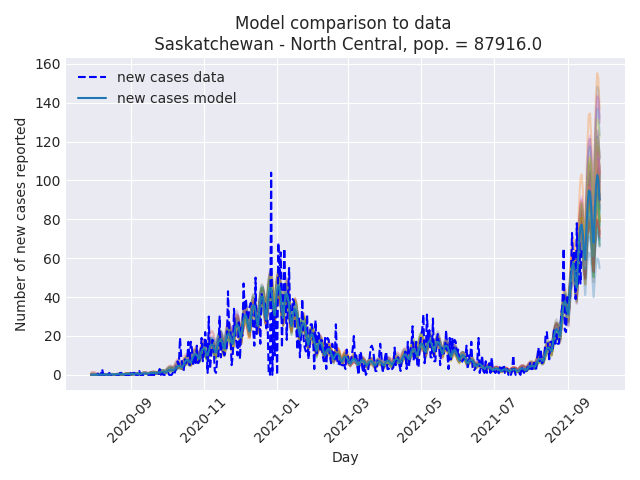 Model comparison to data
Saskatchewan - North Central, pop. = 87916.0
160
140
120
100
80
60
40
20
0
Number of new cases reported
new cases data
new cases model
2020-09
2020-11
2021-01
2021-03
2021-05
2021-07
2021-09
Day